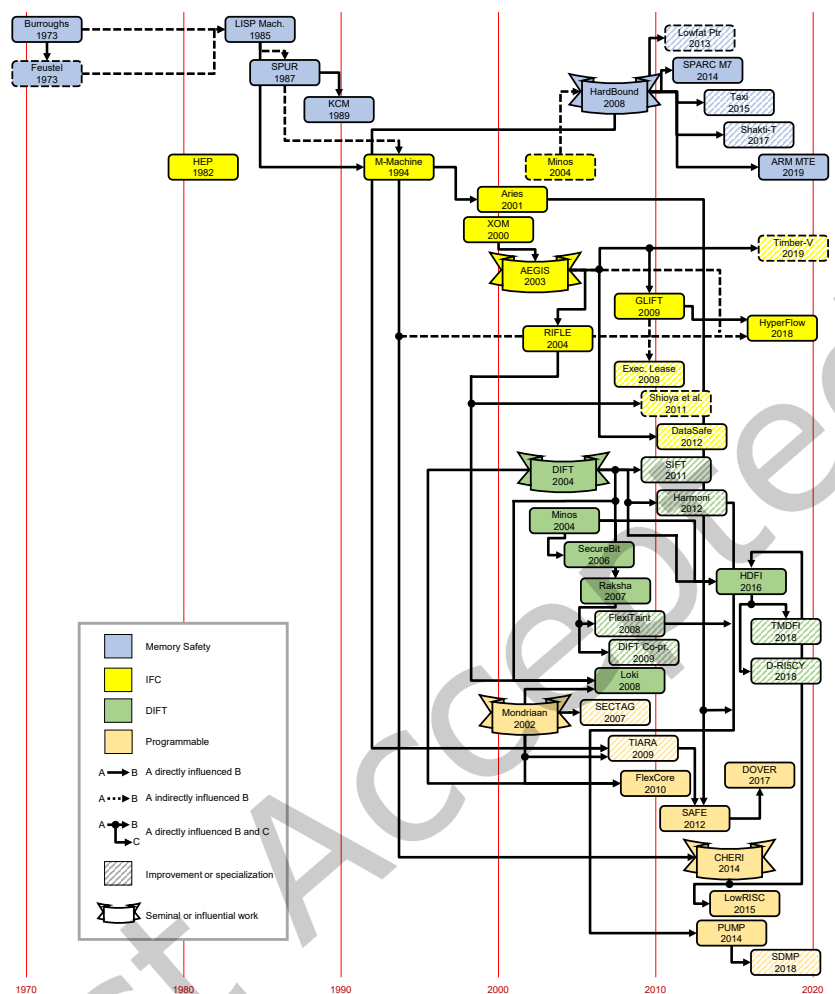 Burroughs
1973
LISP Mach.
1985
Lowfat Ptr
2013
Feustel
1973
SPUR
1987
SPARC M7
2014
HardBound
2008
KCM
1989
Taxi
2015
Shakti-T
2017
HEP
1982
M-Machine
1994
Minos
2004
ARM MTE
2019
Aries
2001
XOM
2000
Timber-V
2019
AEGIS
2003
GLIFT
2009
HyperFlow
2018
RIFLE
2004
Exec. Lease
2009
Shioya et al.
2011
DataSafe
2012
DIFT
2004
SIFT
2011
Harmoni
2012
Minos
2004
SecureBit
2006
Raksha
2007
HDFI
2016
FlexiTaint
2008
TMDFI
2018
DIFT Co-pr.
2009
D-RI5CY
2018
Loki
2008
Mondriaan
2002
SECTAG
2007
TIARA
2009
DOVER
2017
FlexCore
2010
SAFE
2012
CHERI
2014
LowRISC
2015
PUMP
2014
SDMP
2018
Memory Safety
IFC
DIFT
Programmable
A B A directly influenced B
A B A indirectly influenced B
A B
C
A directly influenced B and C
Improvement or specialization
Seminal or influential work
1970 1980 1990 2000 2010 2020
st Accepted